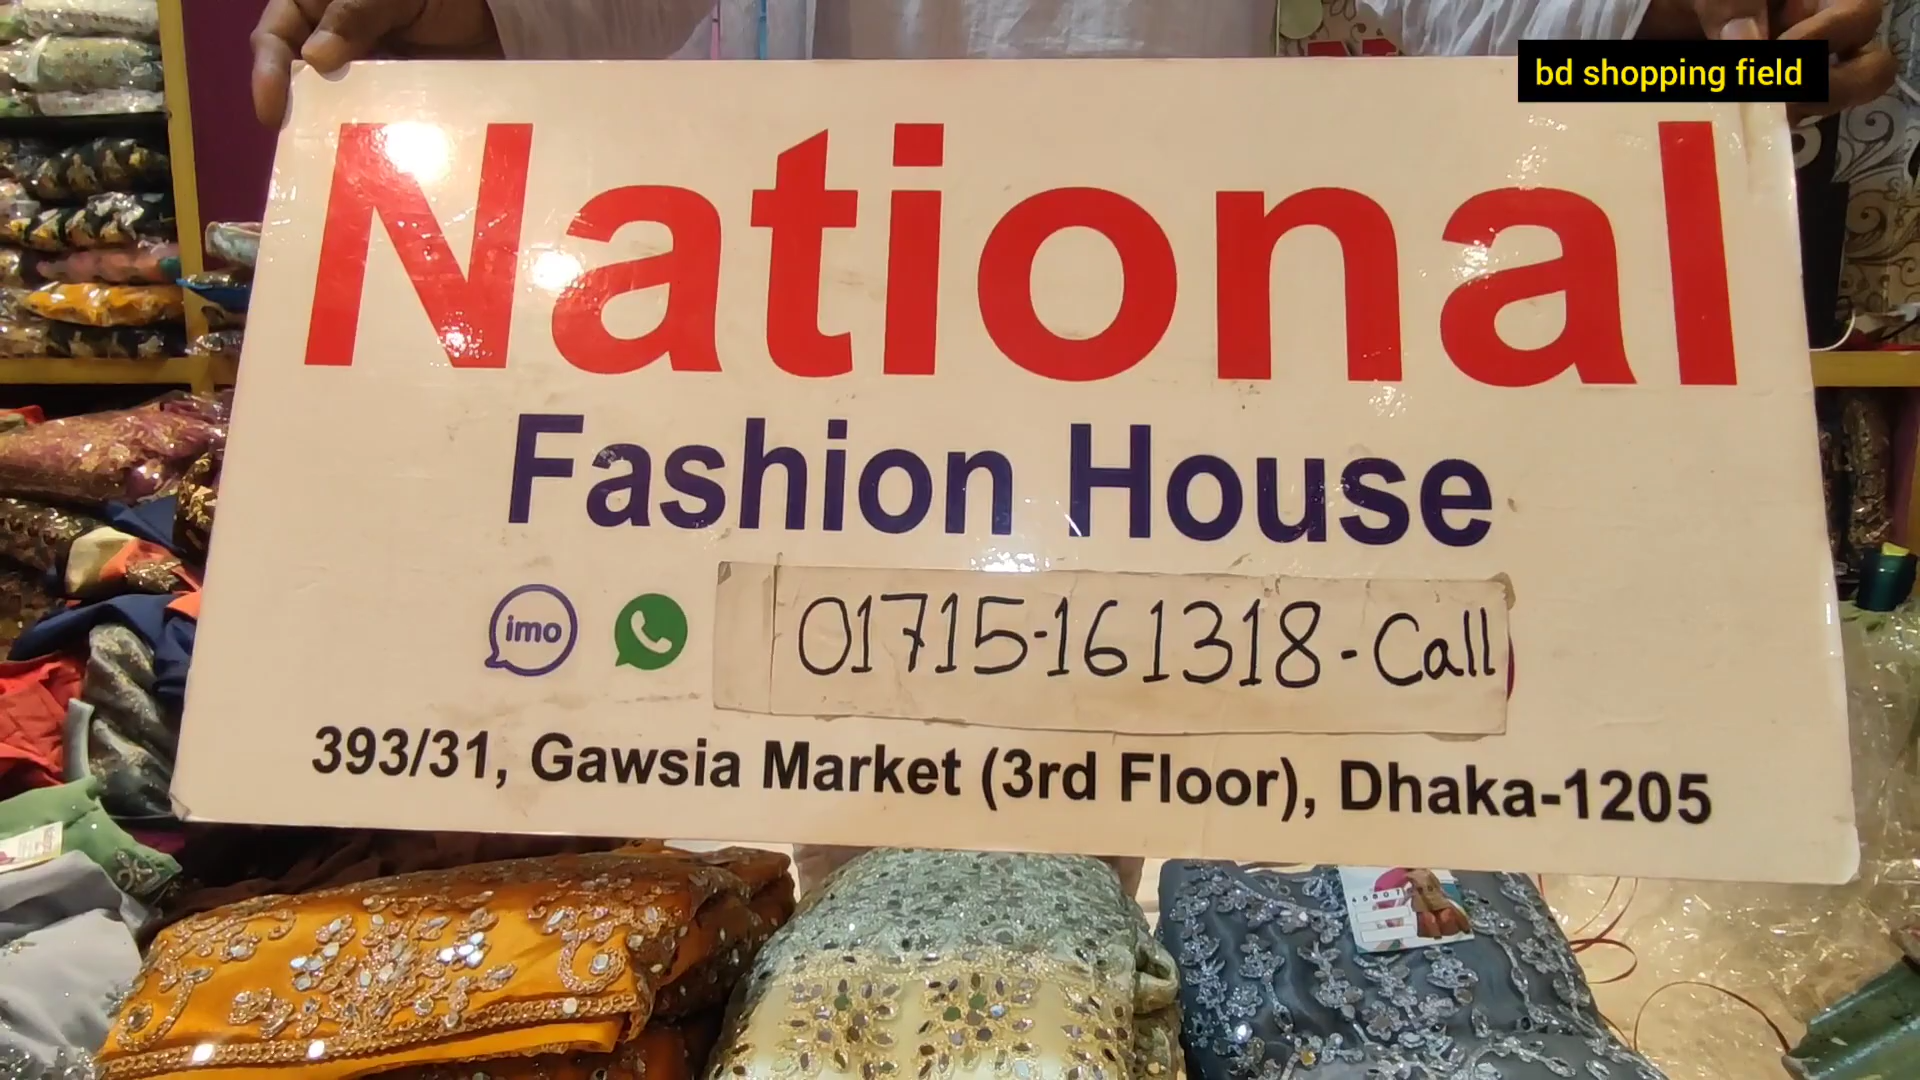 bd shopping field
National
Fashion House
imo 01715-161318-Call
393/31, Gawsia Market (3rd Floor), Dhaka-1205